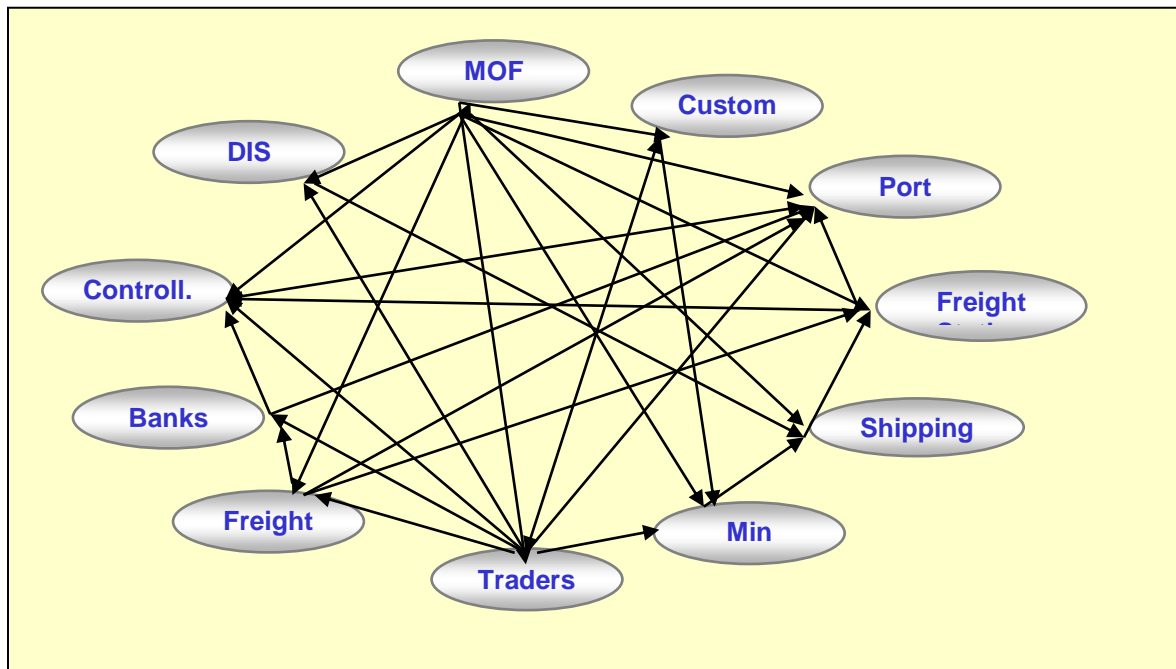 MOF
Custom
DIS
Port
Controll.
Freight
Banks
Shipping
Freight
Min
Traders